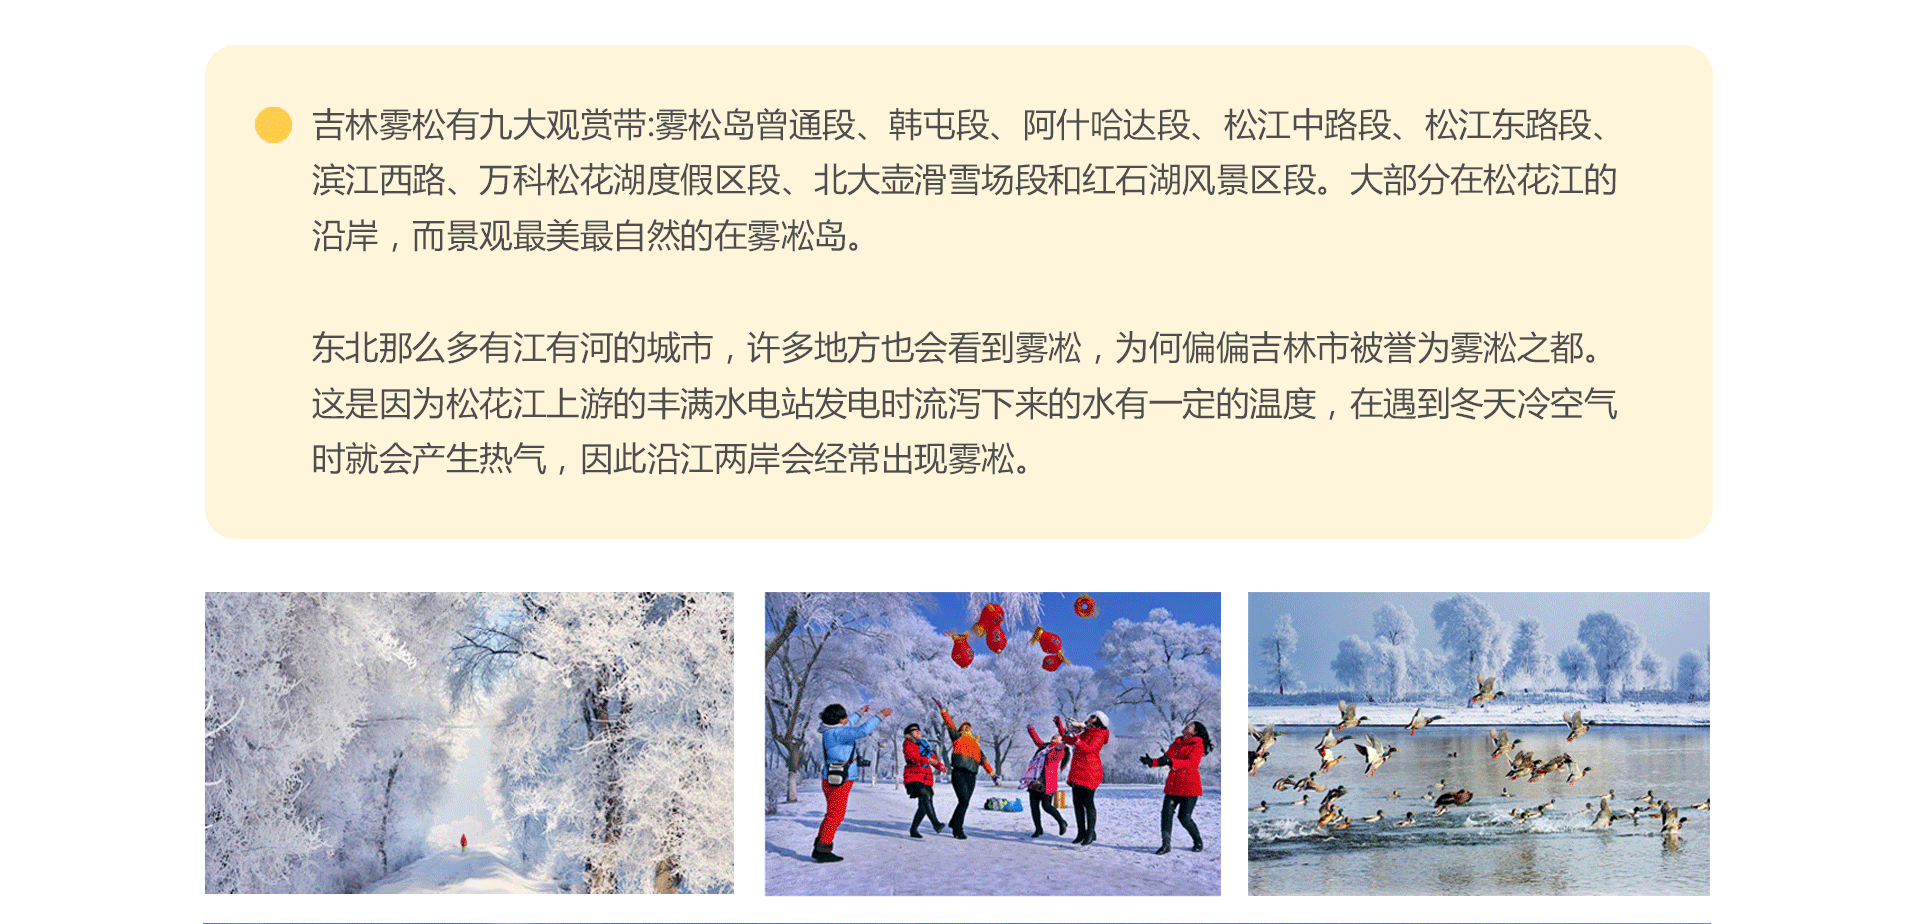 吉林雾松有九大观赏带:雾松岛曾通段、韩屯段、阿什哈达段、松江中路段、松江东路段、
滨江西路、万科松花湖度假区段、北大壶滑雪场段和红石湖风景区段。大部分在松花江的
沿岸，而景观最美最自然的在雾凇岛。
东北那么多有江有河的城市，许多地方也会看到雾凇，为何偏偏吉林市被誉为雾淞之都。
这是因为松花江上游的丰满水电站发电时流泻下来的水有一定的温度，在遇到冬天冷空气
时就会产生热气，因此沿江两岸会经常出现雾凇。